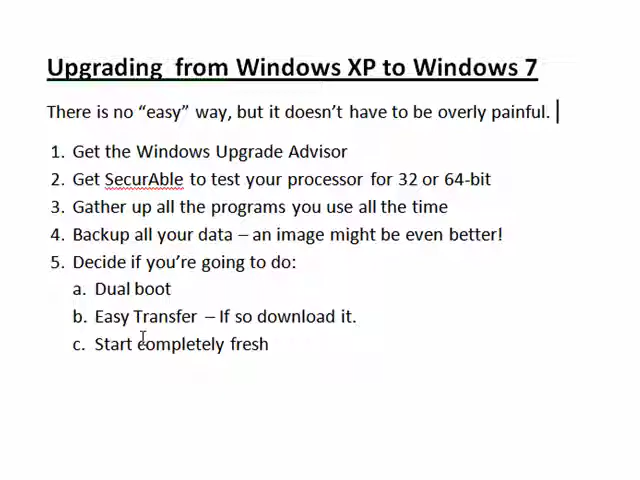 Upgrading from Windows XP to Windows 7
There is no “easy” way, but it doesn’t have to be overly painful.
1. Get the Windows Upgrade Advisor
2. Get SecurAble to test your processor for 32 or 64-bit
3. Gather up all the programs you use all the time
4. Backup all your data – an image might be even better!
5. Decide if you’re going to do:
a. Dual boot
b. Easy Transfer – If so download it.
c. Start completely fresh